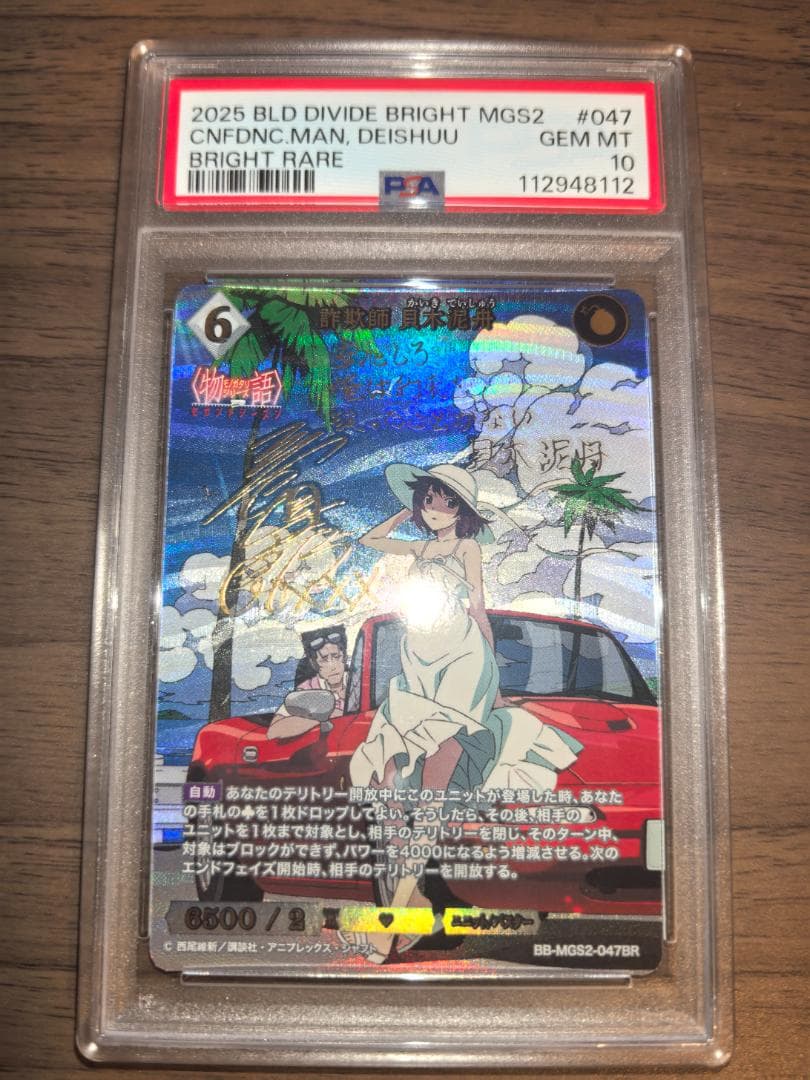 2025 BLD DIVIDE BRIGHT MGS2 #047
CNFDNC.MAN, DEISHUU GEM MT
BRIGHT RARE 10
PSA 112948112
6
かいき でいしゅう
詐欺師 貝木泥舟
〈物語〉
モノガタリ
シリーズ
貝木泥舟
自動 あなたのテリトリー開放中にこのユニットが登場した時、あなた
の手札の♣を1枚ドロップしてよい。そうしたら、その後、相手の
ユニットを1枚まで対象とし、相手のテリトリーを閉じ、そのターン中、
対象はブロックができず、パワーを4000になるよう増減させる。次の
エンドフェイズ開始時、相手のテリトリーを開放する。
6500 / 2
© 西尾維新／講談社・アニプレックス・シャフト
BB-MGS2-047BR